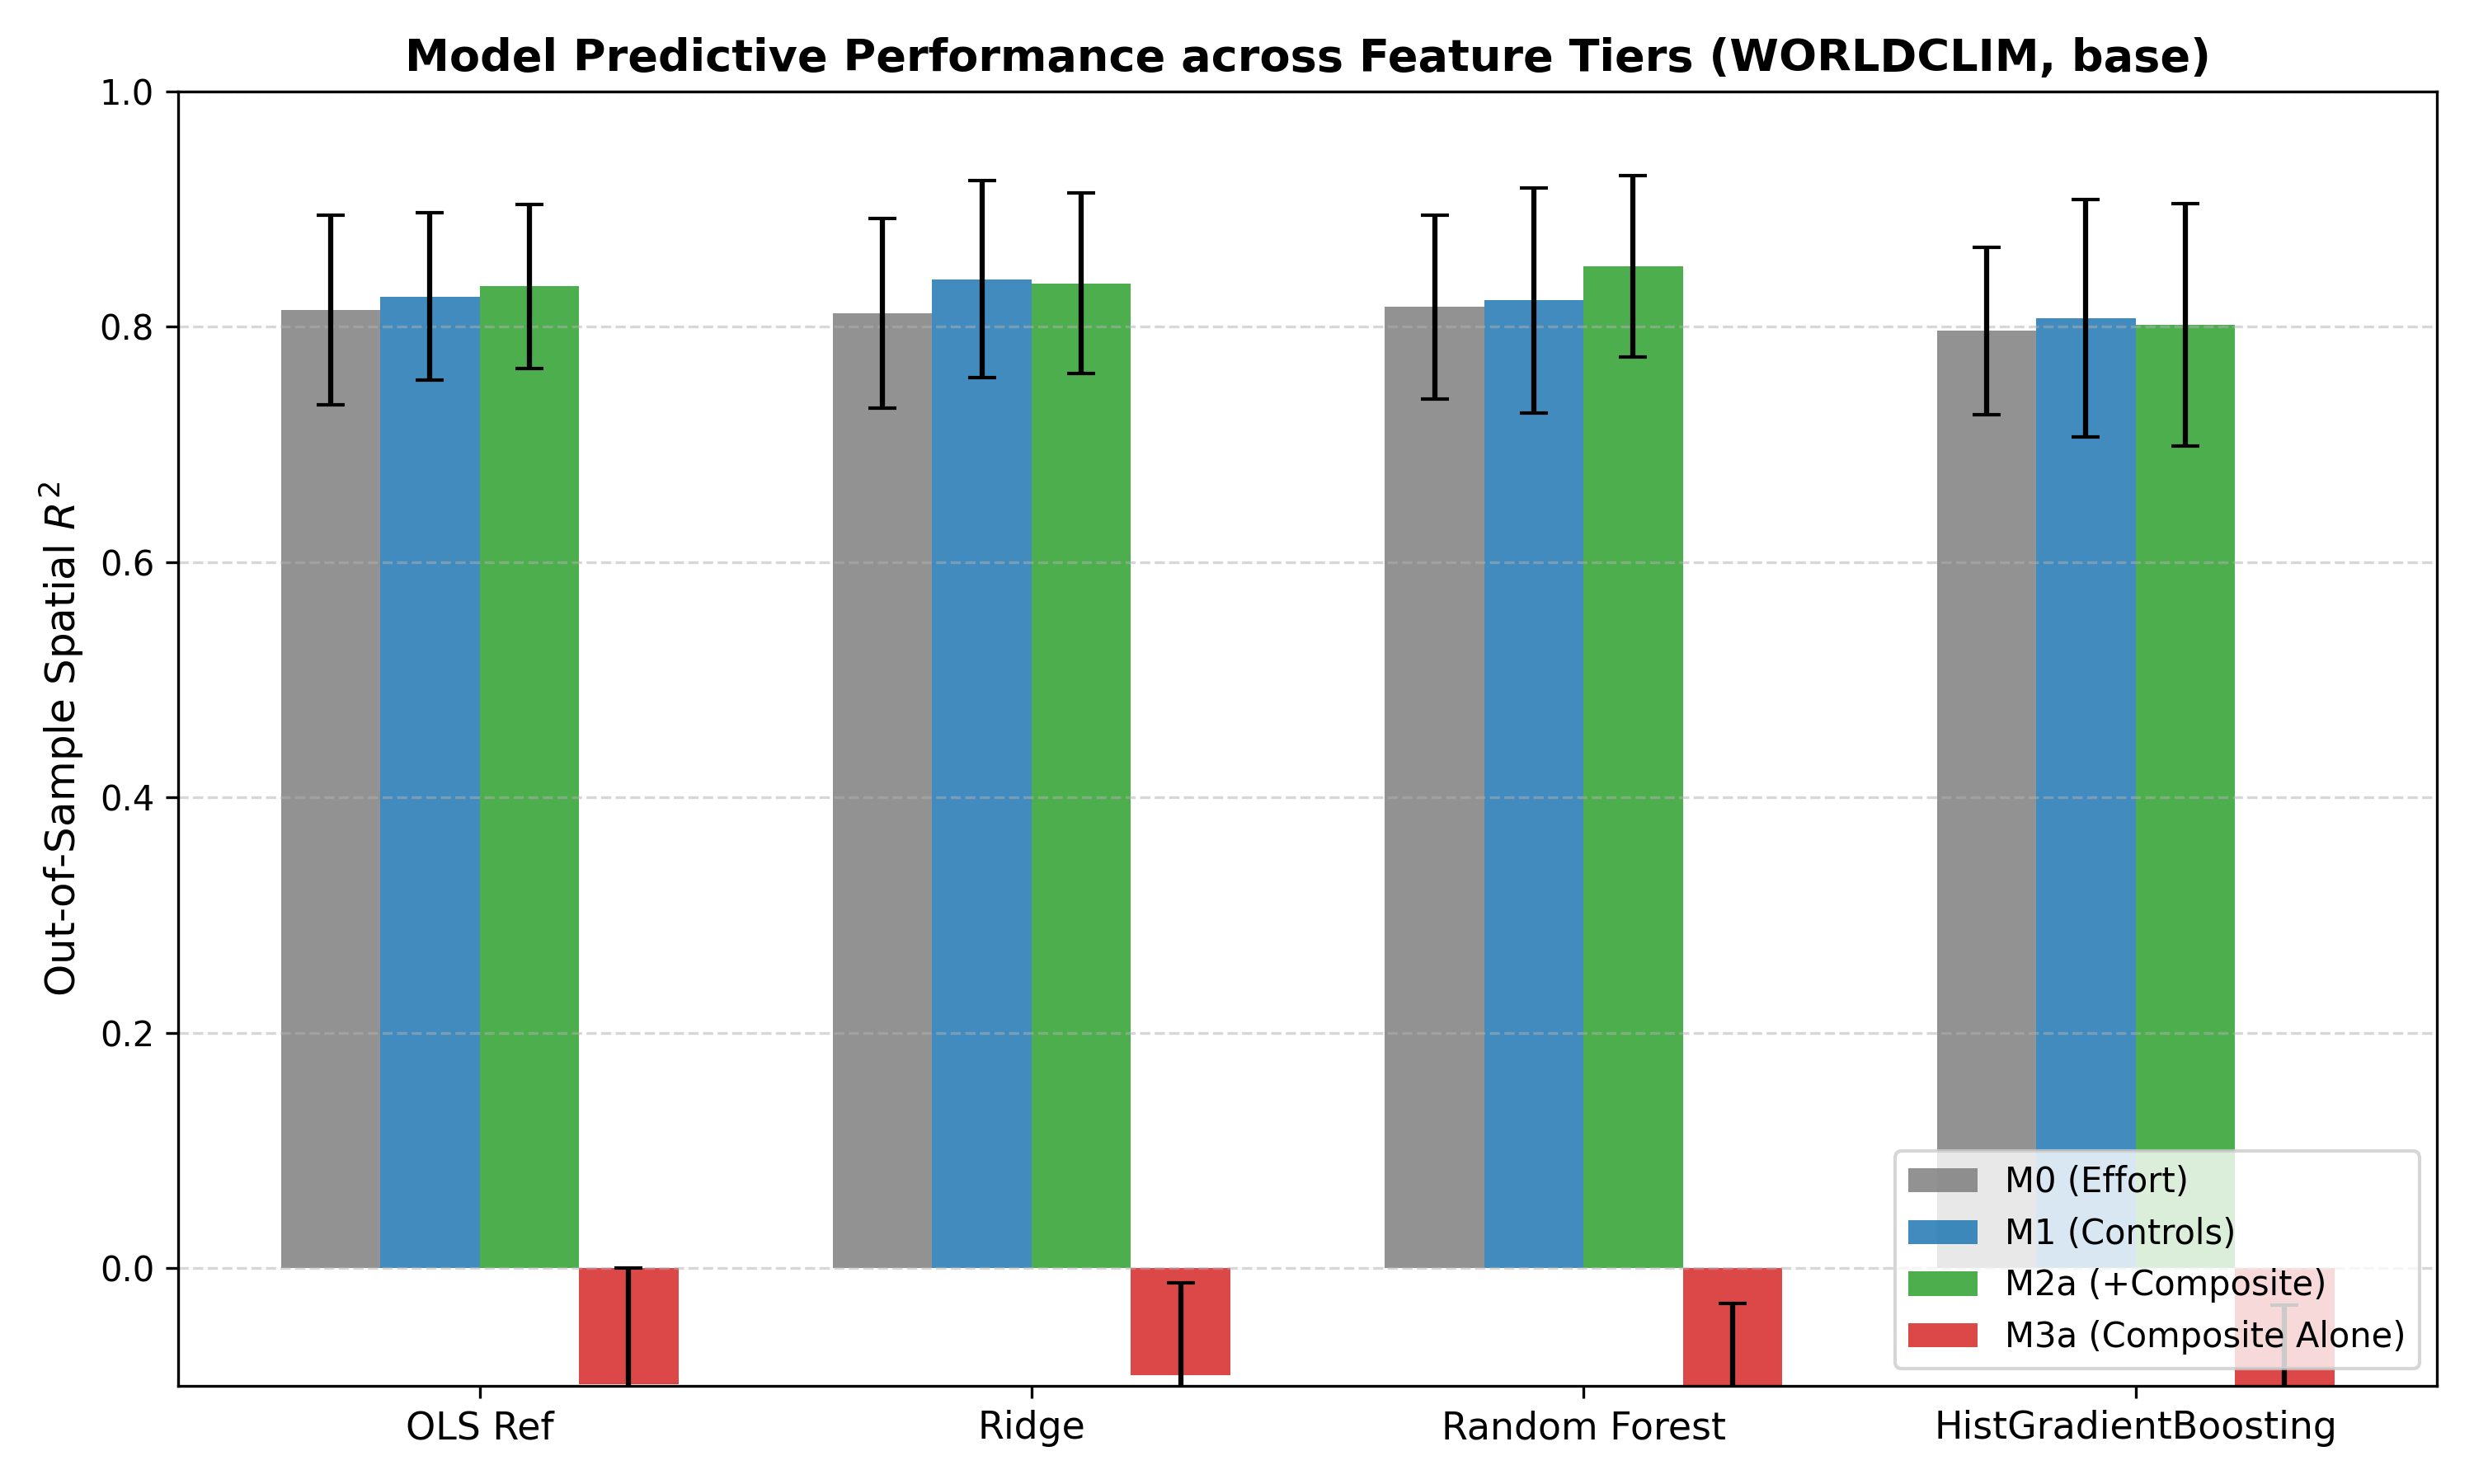 Model Predictive Performance across Feature Tiers (WORLDCLIM, base)
Out-of-Sample Spatial R²
1.0
0.8
0.6
0.4
0.2
0.0
M0 (Effort)
M1 (Controls)
M2a (+Composite)
M3a (Composite Alone)
OLS Ref
Ridge
Random Forest
HistGradientBoosting